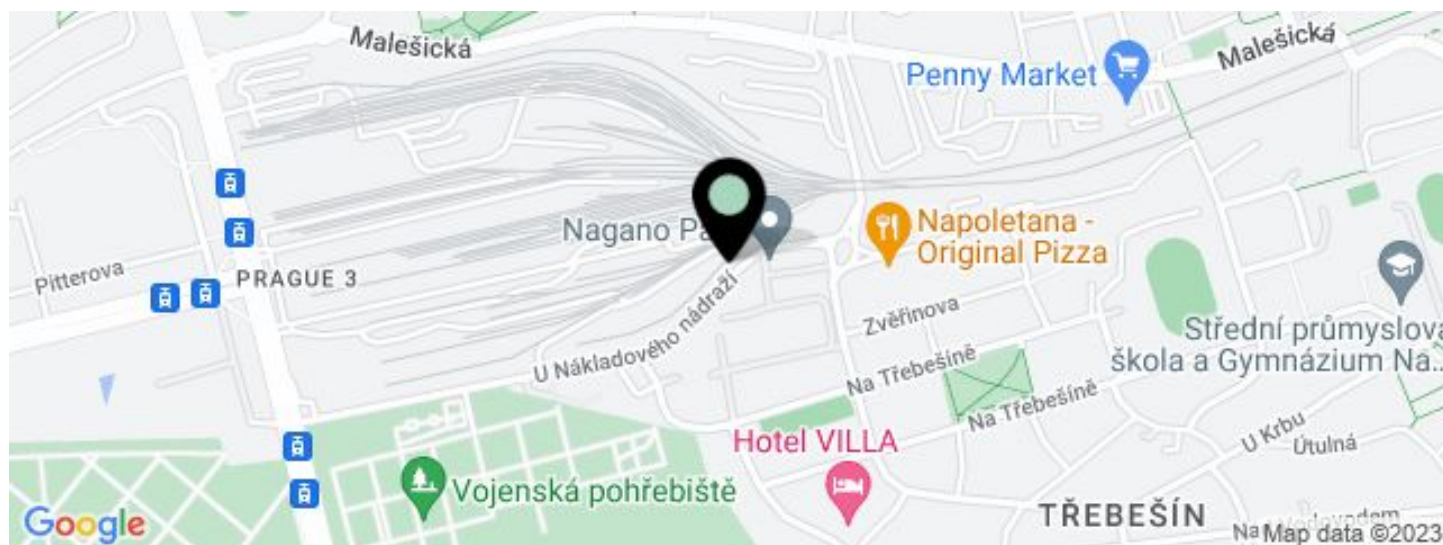 Malešická
Malešická
Penny Market
Nagano Pa
Napoletana -
Original Pizza
Pitterova
PRAGUE 3
Zvěřinova
Střední průmyslová
škola a Gymnázium Na...
U Nákladového nádraží
Na Třebešíně
Na Třebešíně
U Krbu
Útulná
Hotel VILLA
Vojenská pohřebiště
TŘEBEŠÍN
Google
Na
Map data ©2023